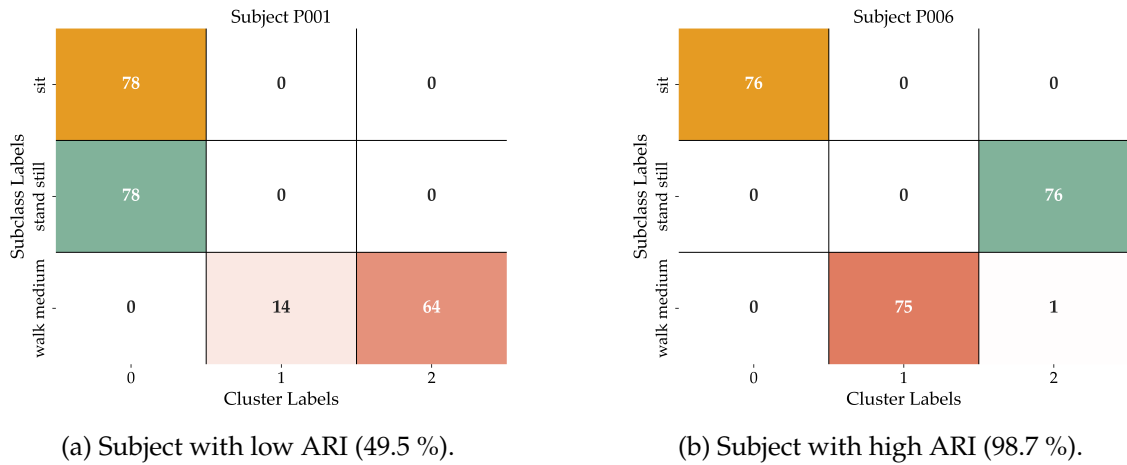 Subject P001
Subclass Labels
sit
stand still
walk medium
78 0 0
78 0 0
0 14 64
0 1 2
Cluster Labels
(a) Subject with low ARI (49.5 %).
Subject P006
Subclass Labels
sit
stand still
walk medium
76 0 0
0 0 76
0 75 1
0 1 2
Cluster Labels
(b) Subject with high ARI (98.7 %).